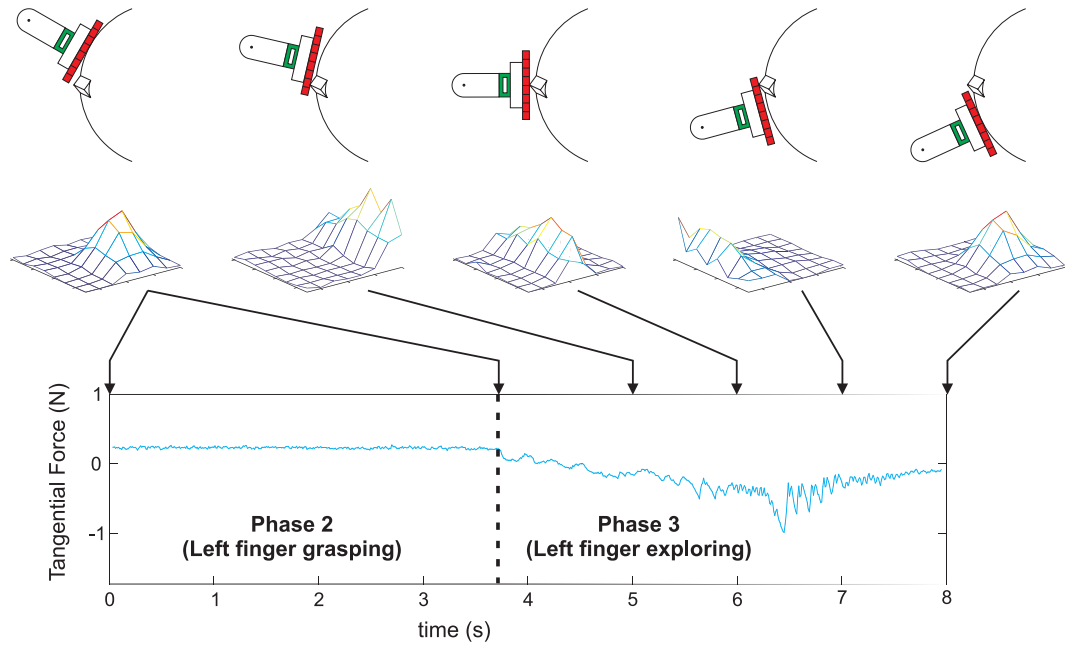 Tangential Force (N)
1
0
-1
Phase 2
(Left finger grasping)
Phase 3
(Left finger exploring)
0
1
2
3
4
5
6
7
8
time (s)